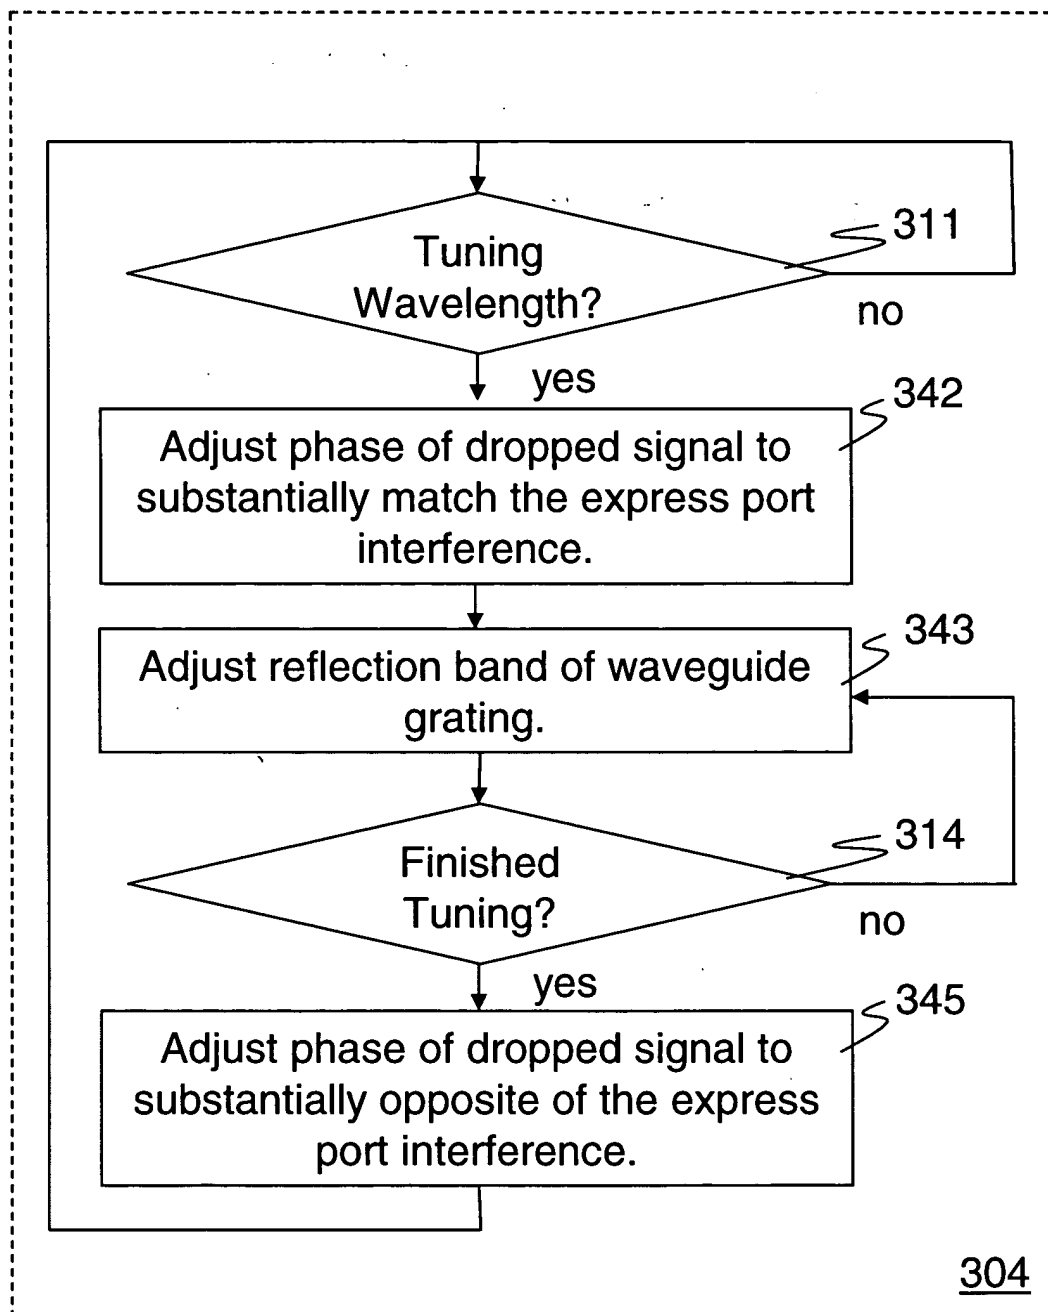 311
Tuning
Wavelength?
no
yes
342
Adjust phase of dropped signal to
substantially match the express port
interference.
343
Adjust reflection band of waveguide
grating.
314
Finished
Tuning?
no
yes
345
Adjust phase of dropped signal to
substantially opposite of the express
port interference.
304